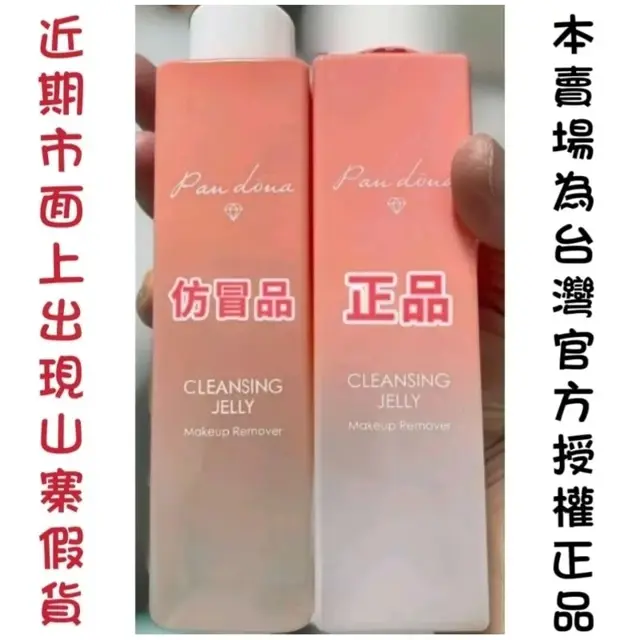 近期市面上出現山寨假貨
Pau dōna
仿冒品
CLEANSING
JELLY
Makeup Remover
Pau dōna
正品
CLEANSING
JELLY
Makeup Remover
本賣場為台灣官方授權正品